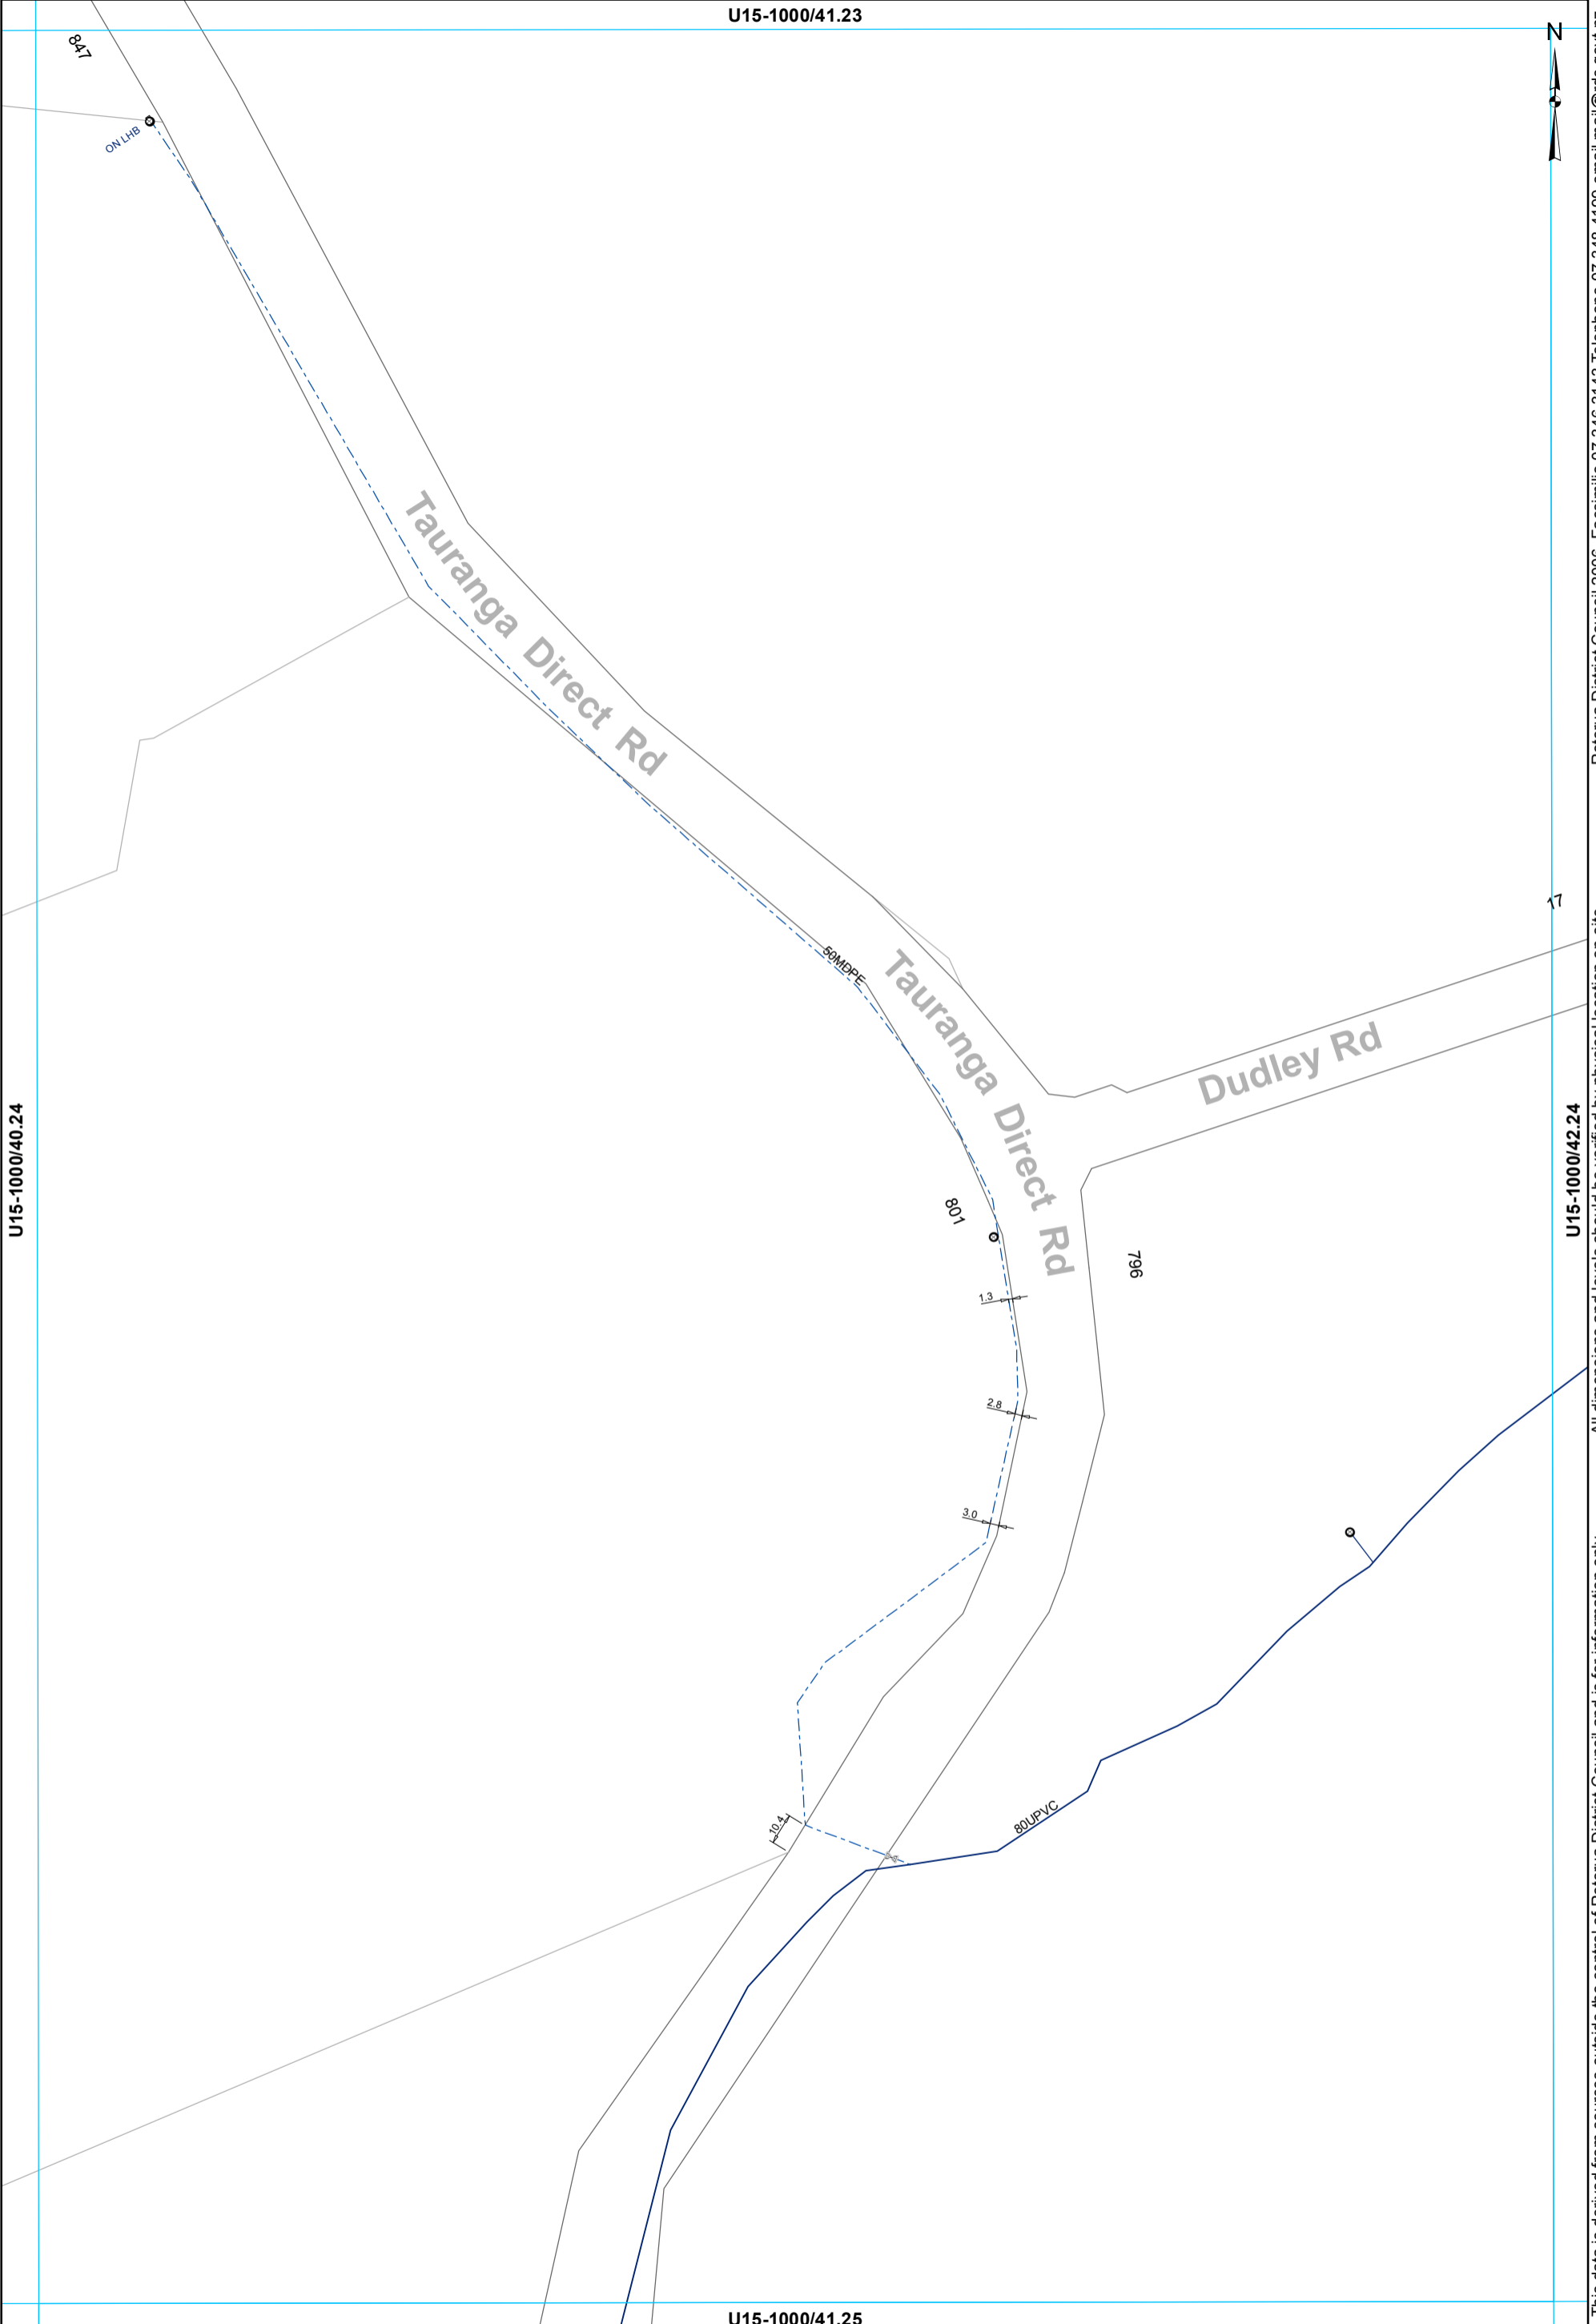 U15-1000/41.23
N
847
ON LHB
Tauranga Direct Rd
17
50MDPE
Tauranga Direct Rd
Dudley Rd
U15-1000/40.24
U15-1000/42.24
801
796
1.3
2.8
3.0
10.4
80UPVC
U15-1000/41.25